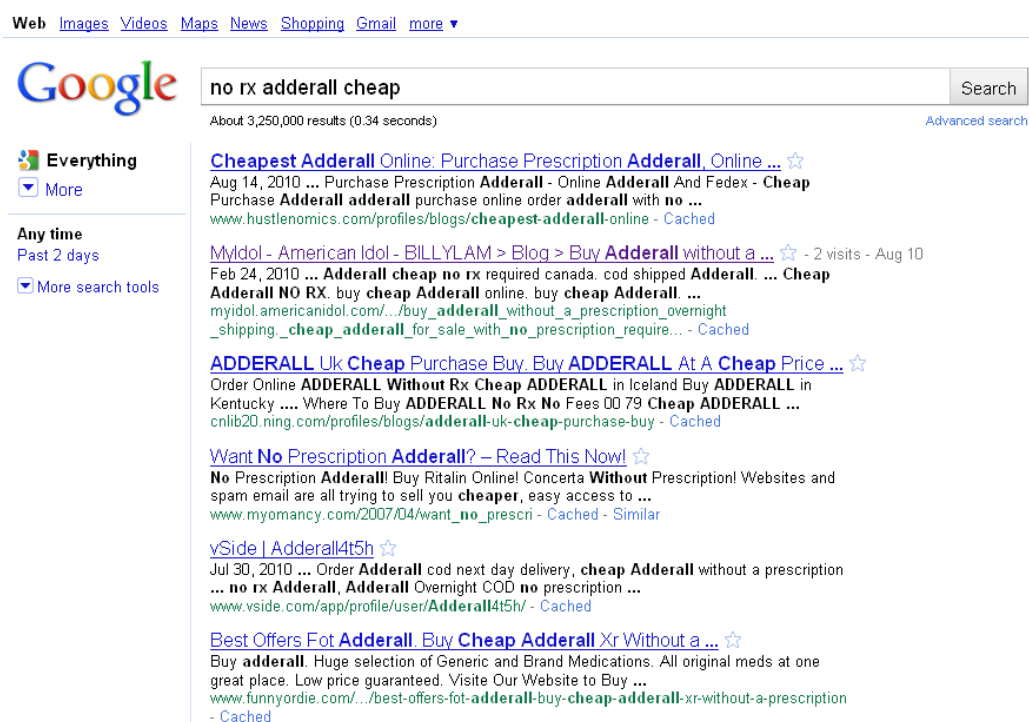 Web Images Videos Maps News Shopping Gmail more ▼
Google
no rx adderall cheap
Search
About 3,250,000 results (0.34 seconds)
Advanced search
Everything
More
Any time
Past 2 days
More search tools
Cheapest Adderall Online: Purchase Prescription Adderall, Online ...
Aug 14, 2010 ... Purchase Prescription Adderall - Online Adderall And Fedex - Cheap
Purchase Adderall adderall purchase online order adderall with no ...
www.hustlenomics.com/profiles/blogs/cheapest-adderall-online - Cached
MyIdol - American Idol - BILLYLAM > Blog > Buy Adderall without a ... - 2 visits - Aug 10
Feb 24, 2010 ... Adderall cheap no rx required canada. cod shipped Adderall. ... Cheap
Adderall NO RX. buy cheap Adderall online. buy cheap Adderall. ...
myidol.americanidol.com/.../buy_adderall_without_a_prescription_overnight
_shipping._cheap_adderall_for_sale_with_no_prescription_require... - Cached
ADDERALL Uk Cheap Purchase Buy. Buy ADDERALL At A Cheap Price ...
Order Online ADDERALL Without Rx Cheap ADDERALL in Iceland Buy ADDERALL in
Kentucky .... Where To Buy ADDERALL No Rx No Fees 00 79 Cheap ADDERALL ...
cnlib20.ning.com/profiles/blogs/adderall-uk-cheap-purchase-buy - Cached
Want No Prescription Adderall? – Read This Now!
No Prescription Adderall! Buy Ritalin Online! Concerta Without Prescription! Websites and
spam email are all trying to sell you cheaper, easy access to ...
www.myomancy.com/2007/04/want_no_prescri - Cached - Similar
vSide | Adderall4t5h
Jul 30, 2010 ... Order Adderall cod next day delivery, cheap Adderall without a prescription
... no rx Adderall, Adderall Overnight COD no prescription ...
www.vside.com/app/profile/user/Adderall4t5h/ - Cached
Best Offers Fot Adderall. Buy Cheap Adderall Xr Without a ...
Buy adderall. Huge selection of Generic and Brand Medications. All original meds at one
great place. Low price guaranteed. Visite Our Website to Buy ...
www.funnyordie.com/.../best-offers-fot-adderall-buy-cheap-adderall-xr-without-a-prescription
- Cached